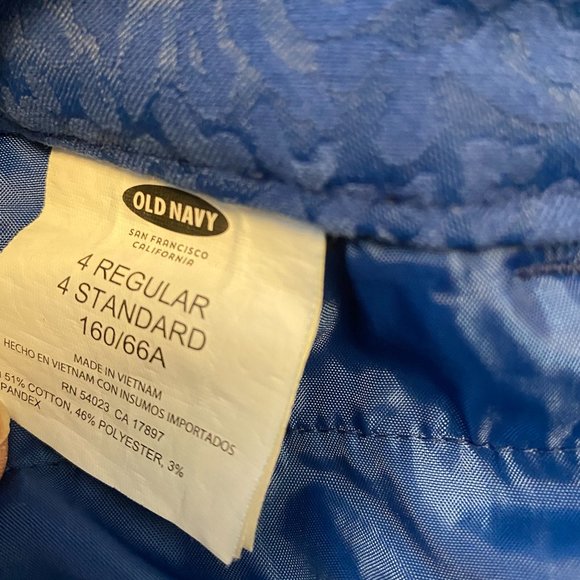 OLD NAVY
SAN FRANCISCO
CALIFORNIA
4 REGULAR
4 STANDARD
160/66A
MADE IN VIETNAM
HECHO EN VIETNAM CON INSUMOS IMPORTADOS
RN 54023 CA 17897
51% COTTON, 46% POLYESTER, 3%
PANDEX